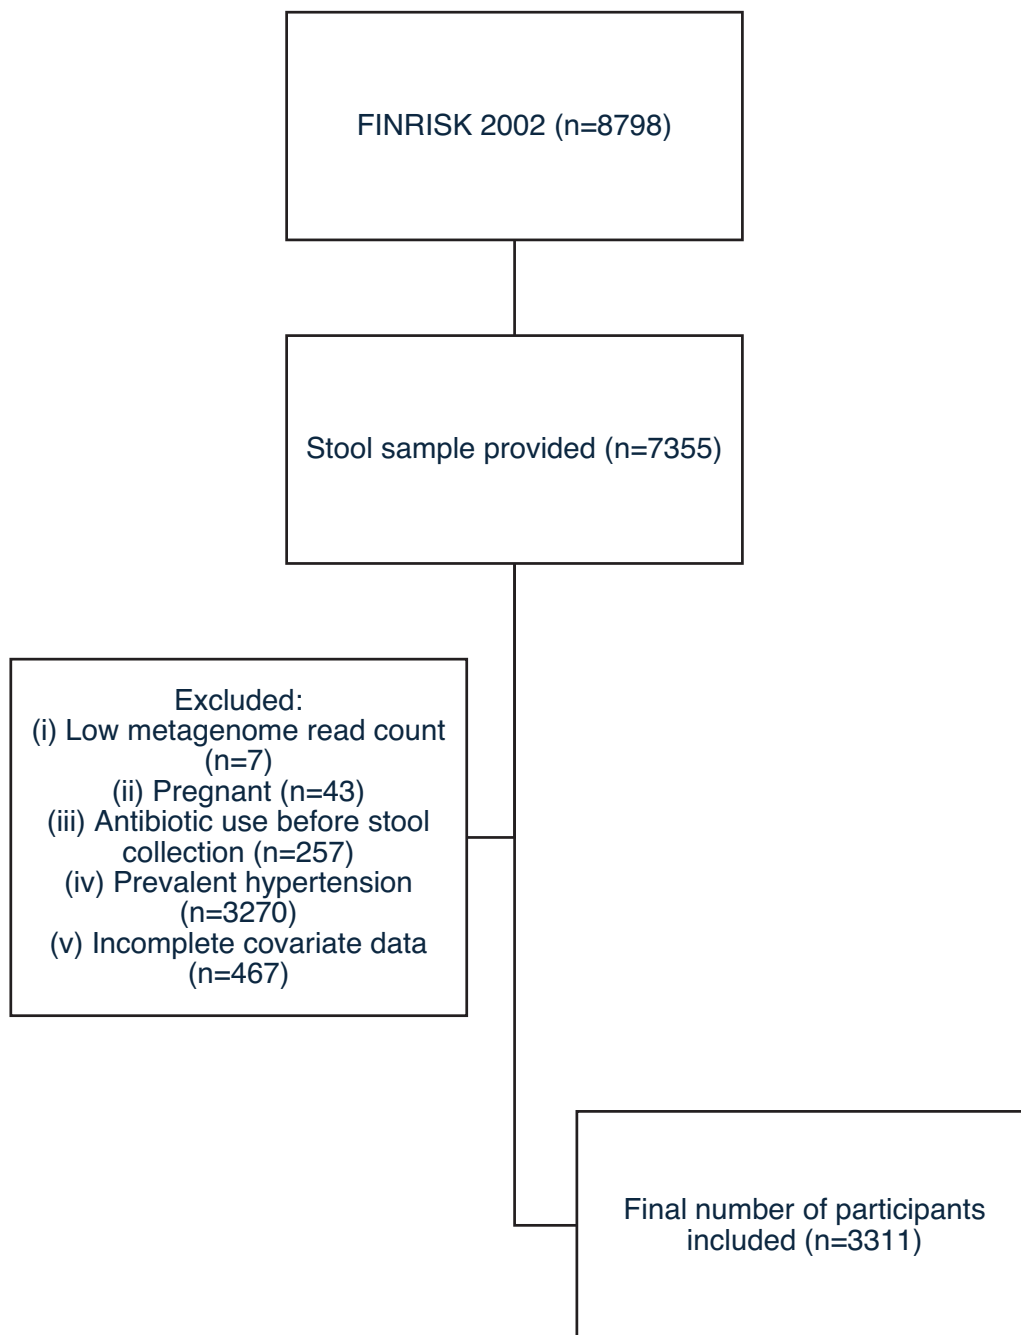 FINRISK 2002 (n=8798)
Stool sample provided (n=7355)
Excluded:
(i) Low metagenome read count
(n=7)
(ii) Pregnant (n=43)
(iii) Antibiotic use before stool
collection (n=257)
(iv) Prevalent hypertension
(n=3270)
(v) Incomplete covariate data
(n=467)
Final number of participants
included (n=3311)